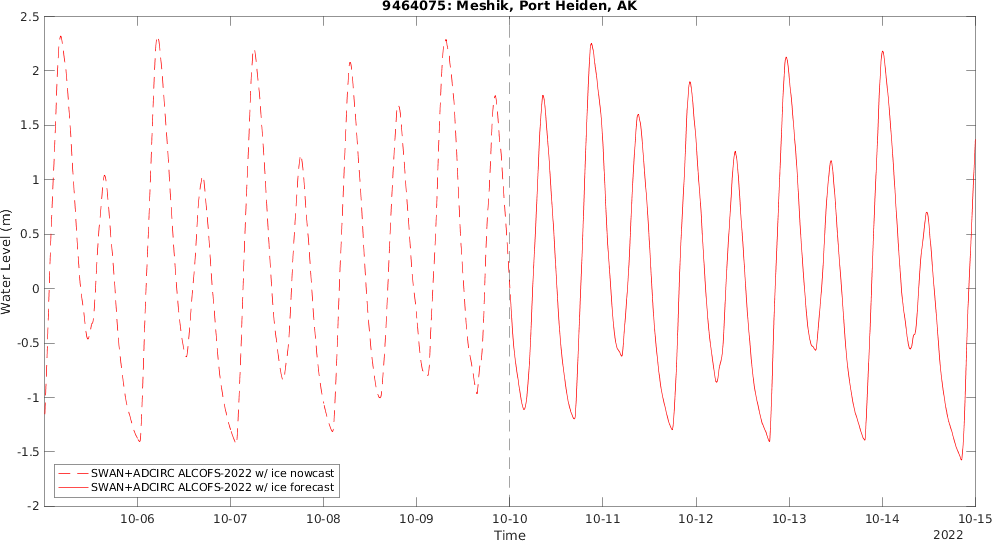 9464075: Meshik, Port Heiden, AK
2.5
2
1.5
1
0.5
0
-0.5
-1
-1.5
-2
Water Level (m)
SWAN+ADCIRC ALCOFS-2022 w/ ice nowcast
SWAN+ADCIRC ALCOFS-2022 w/ ice forecast
10-06 10-07 10-08 10-09 10-10 10-11 10-12 10-13 10-14 10-15
Time
2022